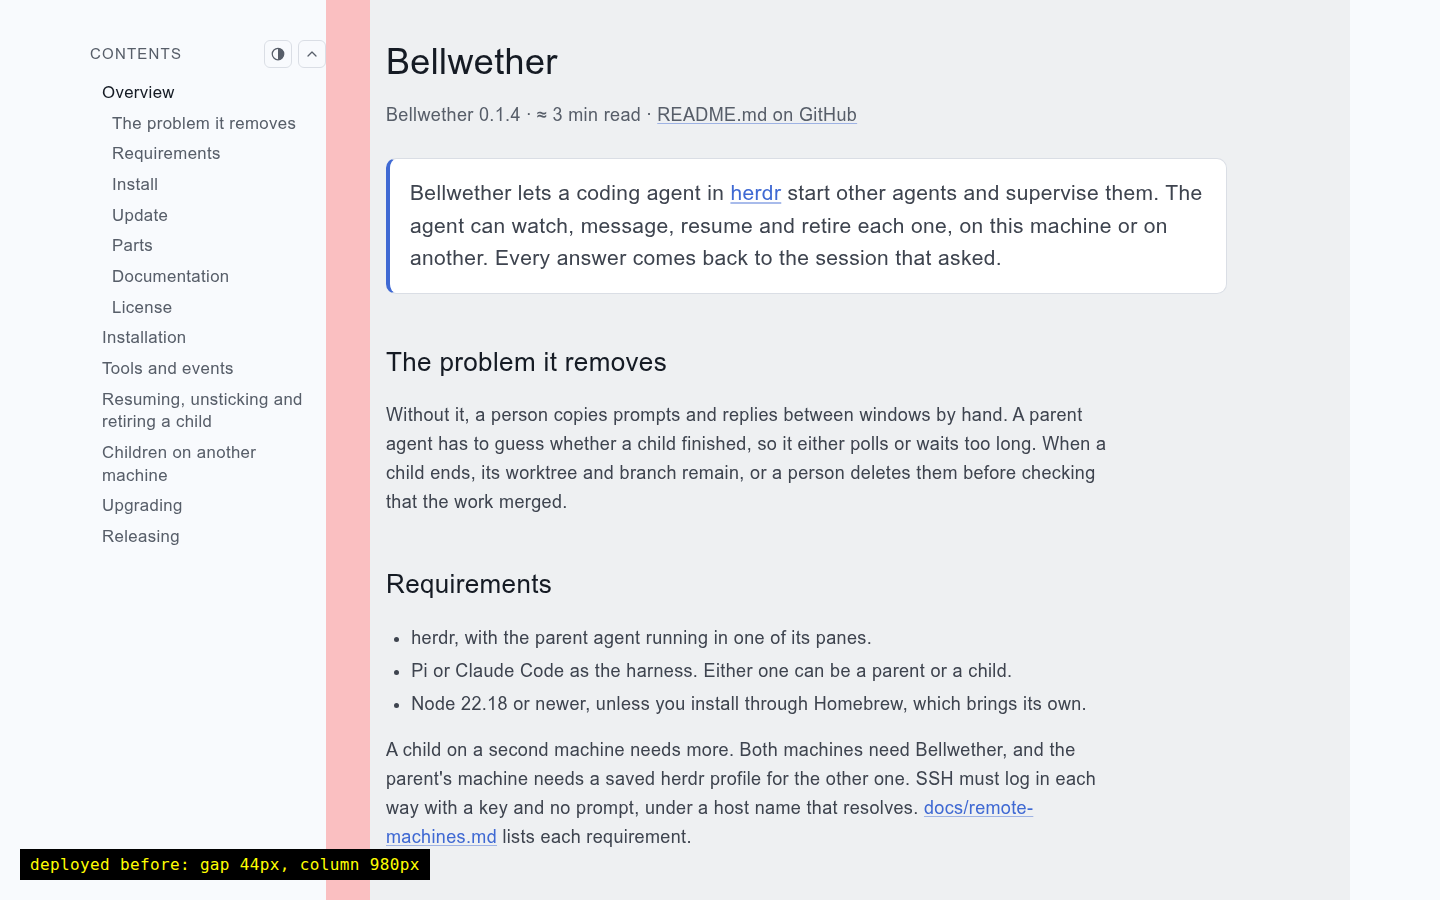 CONTENTS
Overview
The problem it removes
Requirements
Install
Update
Parts
Documentation
License
Installation
Tools and events
Resuming, unsticking and
retiring a child
Children on another
machine
Upgrading
Releasing
Bellwether
Bellwether 0.1.4 · ≈ 3 min read · README.md on GitHub
Bellwether lets a coding agent in herdr start other agents and supervise them. The
agent can watch, message, resume and retire each one, on this machine or on
another. Every answer comes back to the session that asked.
The problem it removes
Without it, a person copies prompts and replies between windows by hand. A parent
agent has to guess whether a child finished, so it either polls or waits too long. When a
child ends, its worktree and branch remain, or a person deletes them before checking
that the work merged.
Requirements
• herdr, with the parent agent running in one of its panes.
• Pi or Claude Code as the harness. Either one can be a parent or a child.
• Node 22.18 or newer, unless you install through Homebrew, which brings its own.
A child on a second machine needs more. Both machines need Bellwether, and the
parent's machine needs a saved herdr profile for the other one. SSH must log in each
way with a key and no prompt, under a host name that resolves. docs/remote-
machines.md lists each requirement.
deployed before: gap 44px, column 980px